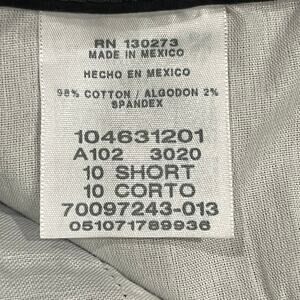 RN 130273
MADE IN MEXICO
HECHO EN MEXICO
98% COTTON / ALGODON 2%
SPANDEX
104631201
A102 3020
10 SHORT
10 CORTO
70097243-013
051071789936